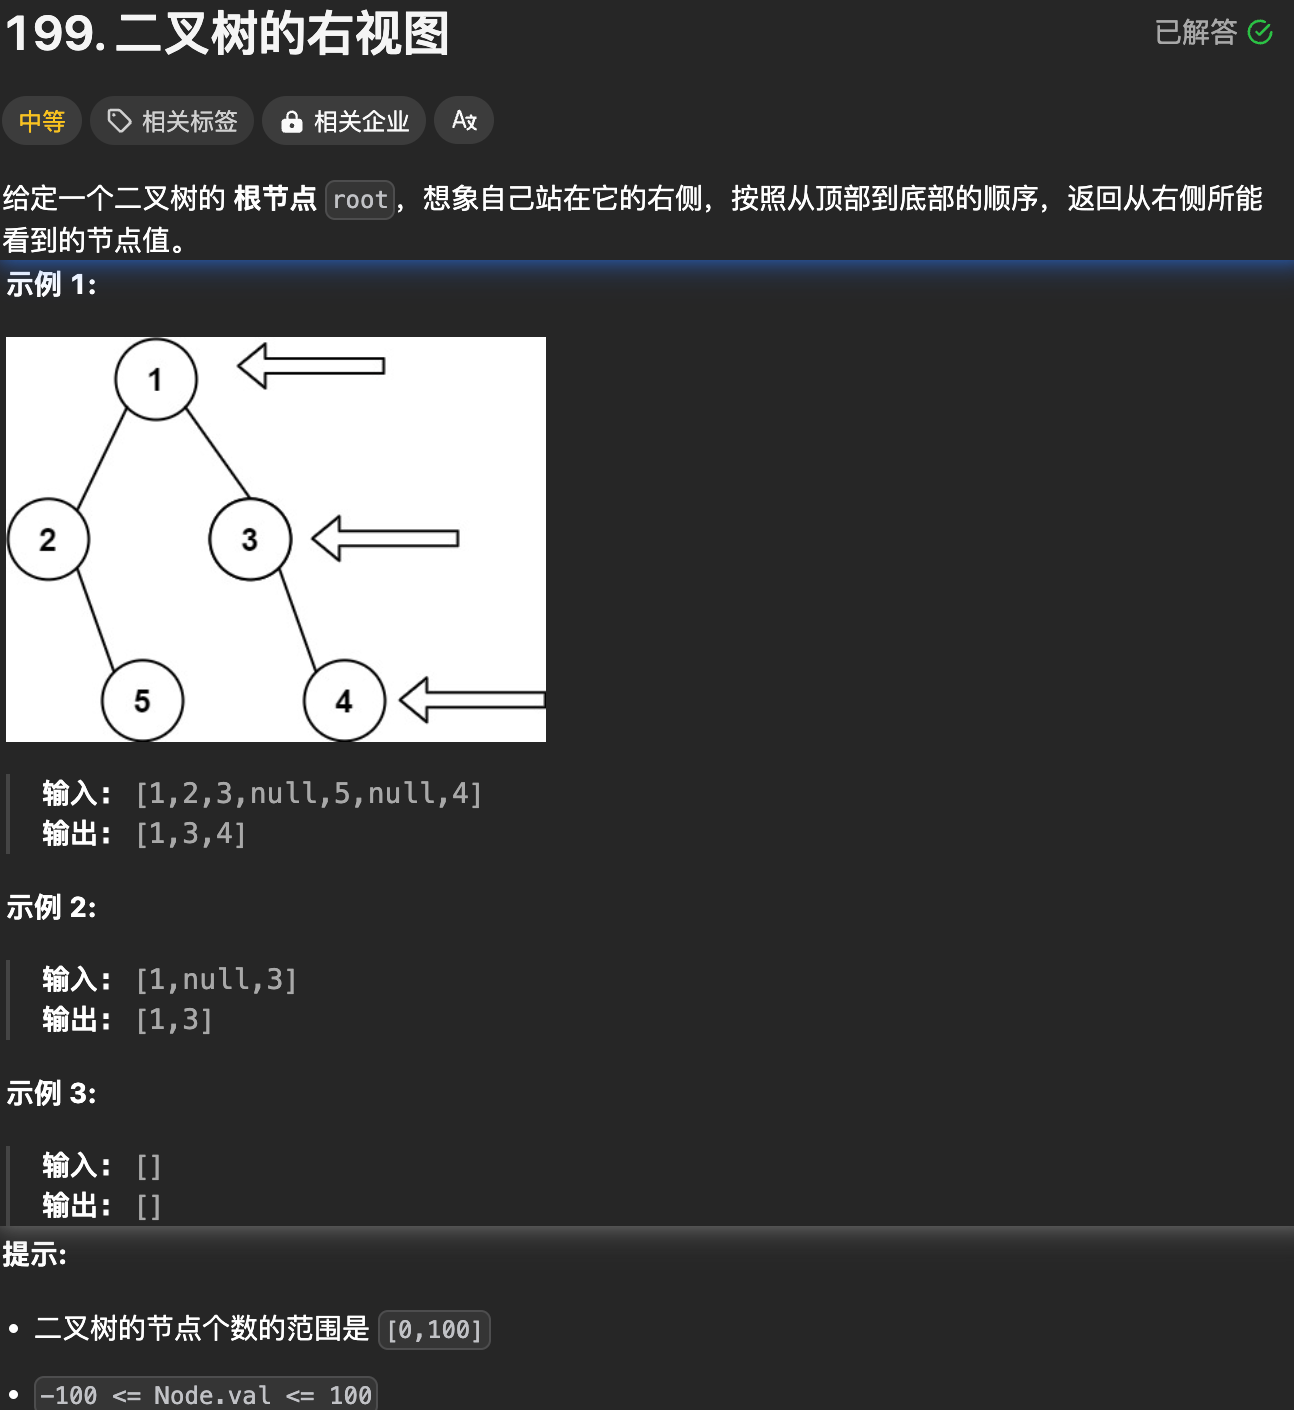 199. 二叉树的右视图
已解答
中等
相关标签
相关企业
给定一个二叉树的 根节点 root，想象自己站在它的右侧，按照从顶部到底部的顺序，返回从右侧所能
看到的节点值。
示例 1:
1
2
3
5
4
输入: [1,2,3,null,5,null,4]
输出: [1,3,4]
示例 2:
输入: [1,null,3]
输出: [1,3]
示例 3:
输入: []
输出: []
提示:
• 二叉树的节点个数的范围是 [0,100]
• -100 <= Node.val <= 100